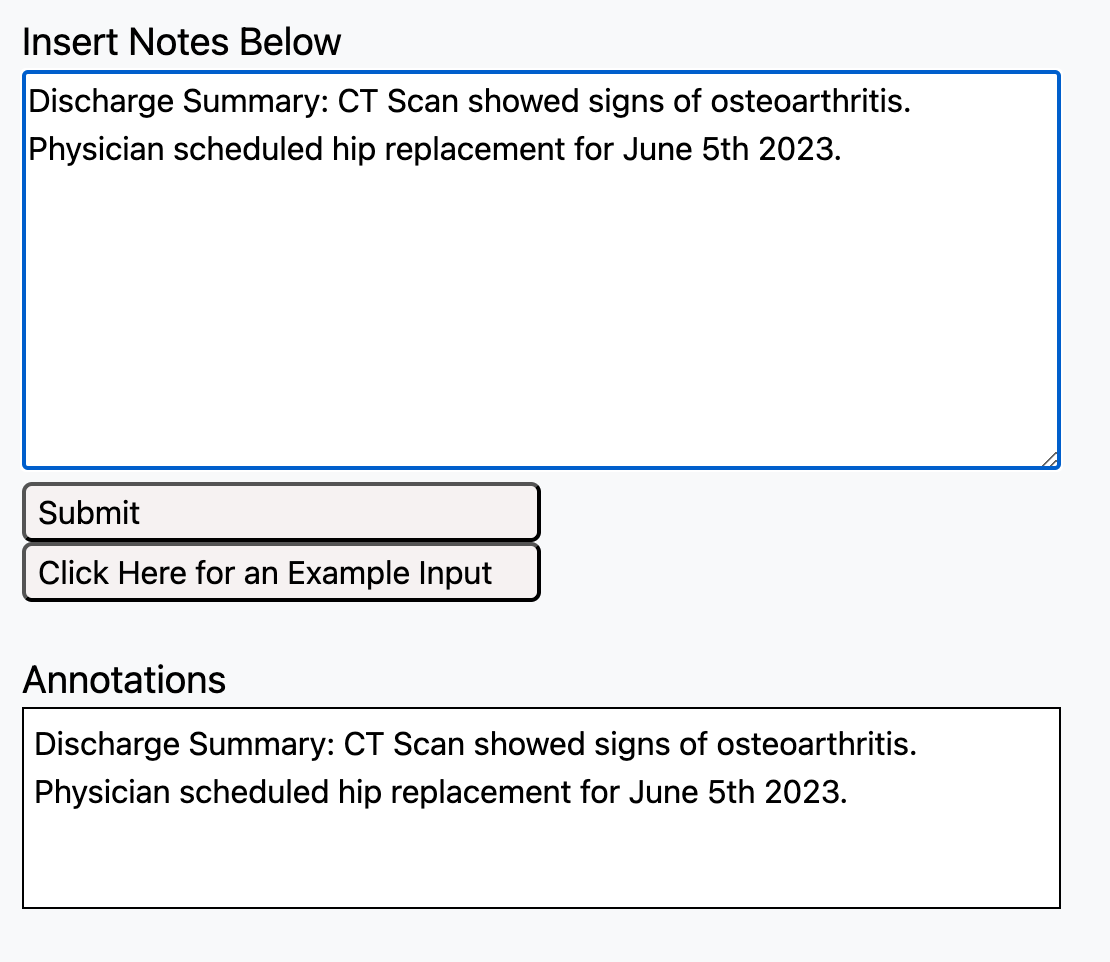 Insert Notes Below
Discharge Summary: CT Scan showed signs of osteoarthritis.
Physician scheduled hip replacement for June 5th 2023.
Submit
Click Here for an Example Input
Annotations
Discharge Summary: CT Scan showed signs of osteoarthritis.
Physician scheduled hip replacement for June 5th 2023.